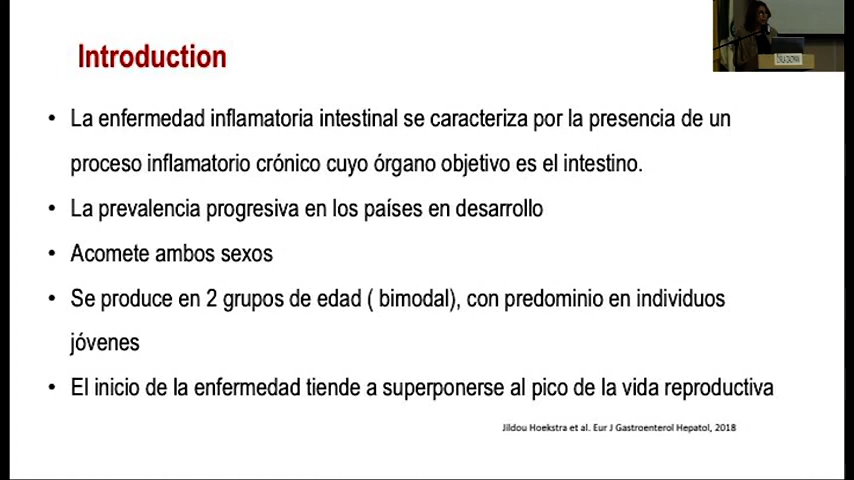 Introduction
• La enfermedad inflamatoria intestinal se caracteriza por la presencia de un
proceso inflamatorio crónico cuyo órgano objetivo es el intestino.
• La prevalencia progresiva en los países en desarrollo
• Acomete ambos sexos
• Se produce en 2 grupos de edad ( bimodal), con predominio en individuos
jóvenes
• El inicio de la enfermedad tiende a superponerse al pico de la vida reproductiva
Jildou Hoekstra et al. Eur J Gastroenterol Hepatol, 2018